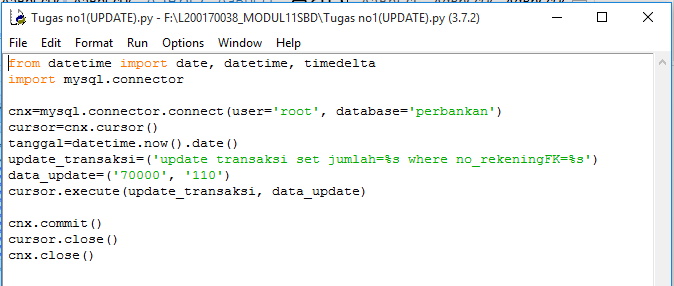 Tugas no1(UPDATE).py - F:\L200170038_MODUL11SBD\Tugas no1(UPDATE).py (3.7.2)
File Edit Format Run Options Window Help
from datetime import date, datetime, timedelta
import mysql.connector
cnx=mysql.connector.connect(user='root', database='perbankan')
cursor=cnx.cursor()
tanggal=datetime.now().date()
update_transaksi=('update transaksi set jumlah=%s where no_rekeningFK=%s')
data_update=('70000', '110')
cursor.execute(update_transaksi, data_update)
cnx.commit()
cursor.close()
cnx.close()